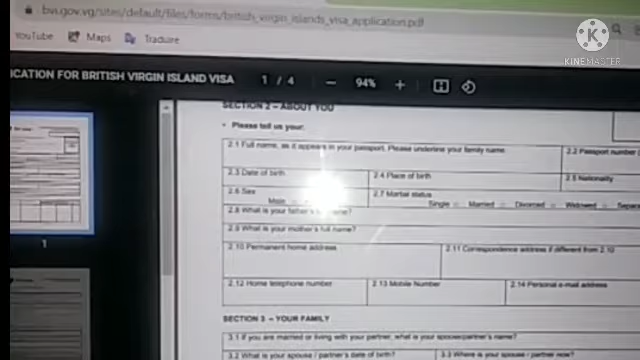 bvi.gov.vg/sites/default/files/forms/british_virgin_islands_visa_application.pdf
YouTube Maps Traduire
KINEMASTER
ICATION FOR BRITISH VIRGIN ISLAND VISA 1 / 4 94%
SECTION 2 – ABOUT YOU
• Please tell us your:
2.1 Full name, as it appears in your passport. Please underline your family name: 2.2 Passport number
2.3 Date of birth 2.4 Place of birth 2.5 Nationality
2.6 Sex 2.7 Marital status
Male Single Married Divorced Widowed Separa
2.8 What is your father's name?
2.9 What is your mother's full name?
2.10 Permanent home address 2.11 Correspondence address if different from 2.10
2.12 Home telephone number 2.13 Mobile Number 2.14 Personal e-mail address
SECTION 3 – YOUR FAMILY
3.1 If you are married or living with your partner, what is your spouse/partner's name?
3.2 What is your spouse / partner's date of birth? 3.3 Where is your spouse / partner now?
1